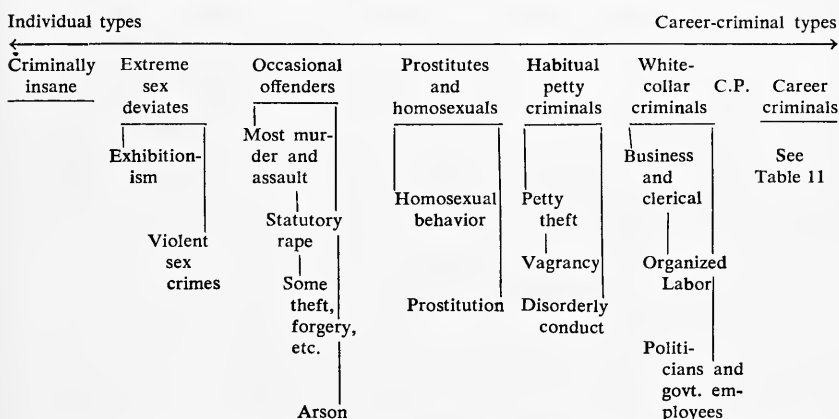 Individual types
Career-criminal types
Criminally
insane
Extreme
sex
deviates
Occasional
offenders
Prostitutes
and
homosexuals
Habitual
petty
criminals
White-
collar
criminals
C.P.
Career
criminals
Exhibition-
ism
Violent
sex
crimes
Most mur-
der and
assault
Statutory
rape
Some
theft,
forgery,
etc.
Arson
Homosexual
behavior
Prostitution
Petty
theft
Vagrancy
Disorderly
conduct
Business
and
clerical
Organized
Labor
Politi-
cians and
govt. em-
ployees
See
Table 11